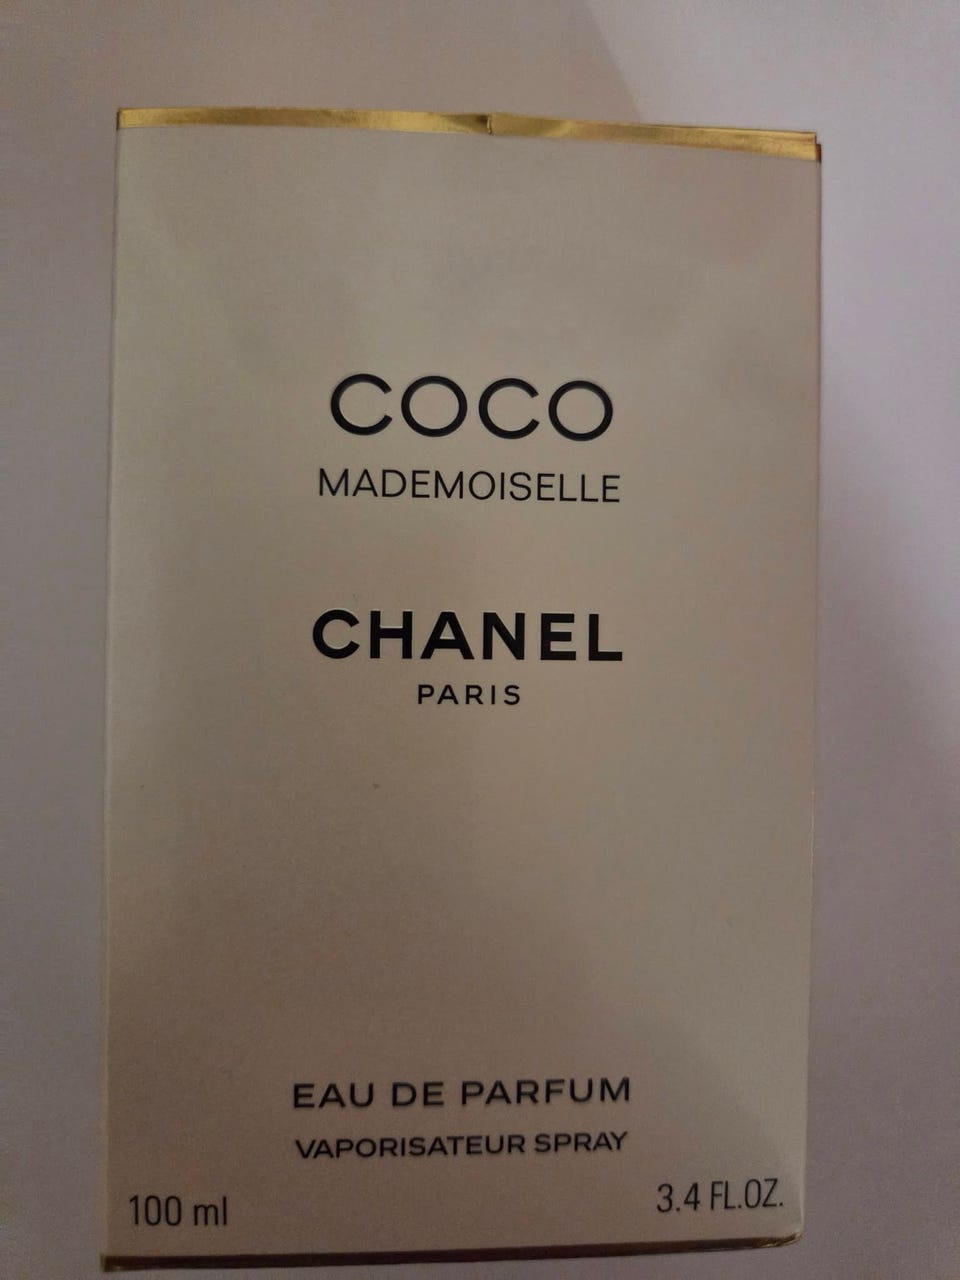 COCO
MADEMOISELLE
CHANEL
PARIS
EAU DE PARFUM
VAPORISATEUR SPRAY
100 ml 3.4 FL.OZ.